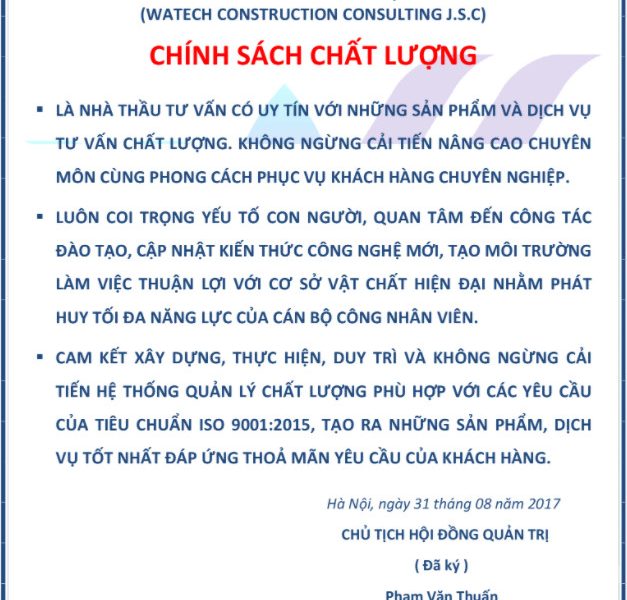 (WATECH CONSTRUCTION CONSULTING J.S.C)
CHÍNH SÁCH CHẤT LƯỢNG
▪ LÀ NHÀ THẦU TƯ VẤN CÓ UY TÍN VỚI NHỮNG SẢN PHẨM VÀ DỊCH VỤ
TƯ VẤN CHẤT LƯỢNG. KHÔNG NGỪNG CẢI TIẾN NÂNG CAO CHUYÊN
MÔN CÙNG PHONG CÁCH PHỤC VỤ KHÁCH HÀNG CHUYÊN NGHIỆP.
▪ LUÔN COI TRỌNG YẾU TỐ CON NGƯỜI, QUAN TÂM ĐẾN CÔNG TÁC
ĐÀO TẠO, CẬP NHẬT KIẾN THỨC CÔNG NGHỆ MỚI, TẠO MÔI TRƯỜNG
LÀM VIỆC THUẬN LỢI VỚI CƠ SỞ VẬT CHẤT HIỆN ĐẠI NHẰM PHÁT
HUY TỐI ĐA NĂNG LỰC CỦA CÁN BỘ CÔNG NHÂN VIÊN.
▪ CAM KẾT XÂY DỰNG, THỰC HIỆN, DUY TRÌ VÀ KHÔNG NGỪNG CẢI
TIẾN HỆ THỐNG QUẢN LÝ CHẤT LƯỢNG PHÙ HỢP VỚI CÁC YÊU CẦU
CỦA TIÊU CHUẨN ISO 9001:2015, TẠO RA NHỮNG SẢN PHẨM, DỊCH
VỤ TỐT NHẤT ĐÁP ỨNG THOẢ MÃN YÊU CẦU CỦA KHÁCH HÀNG.
Hà Nội, ngày 31 tháng 08 năm 2017
CHỦ TỊCH HỘI ĐỒNG QUẢN TRỊ
( Đã ký )
Phạm Văn Thuấn